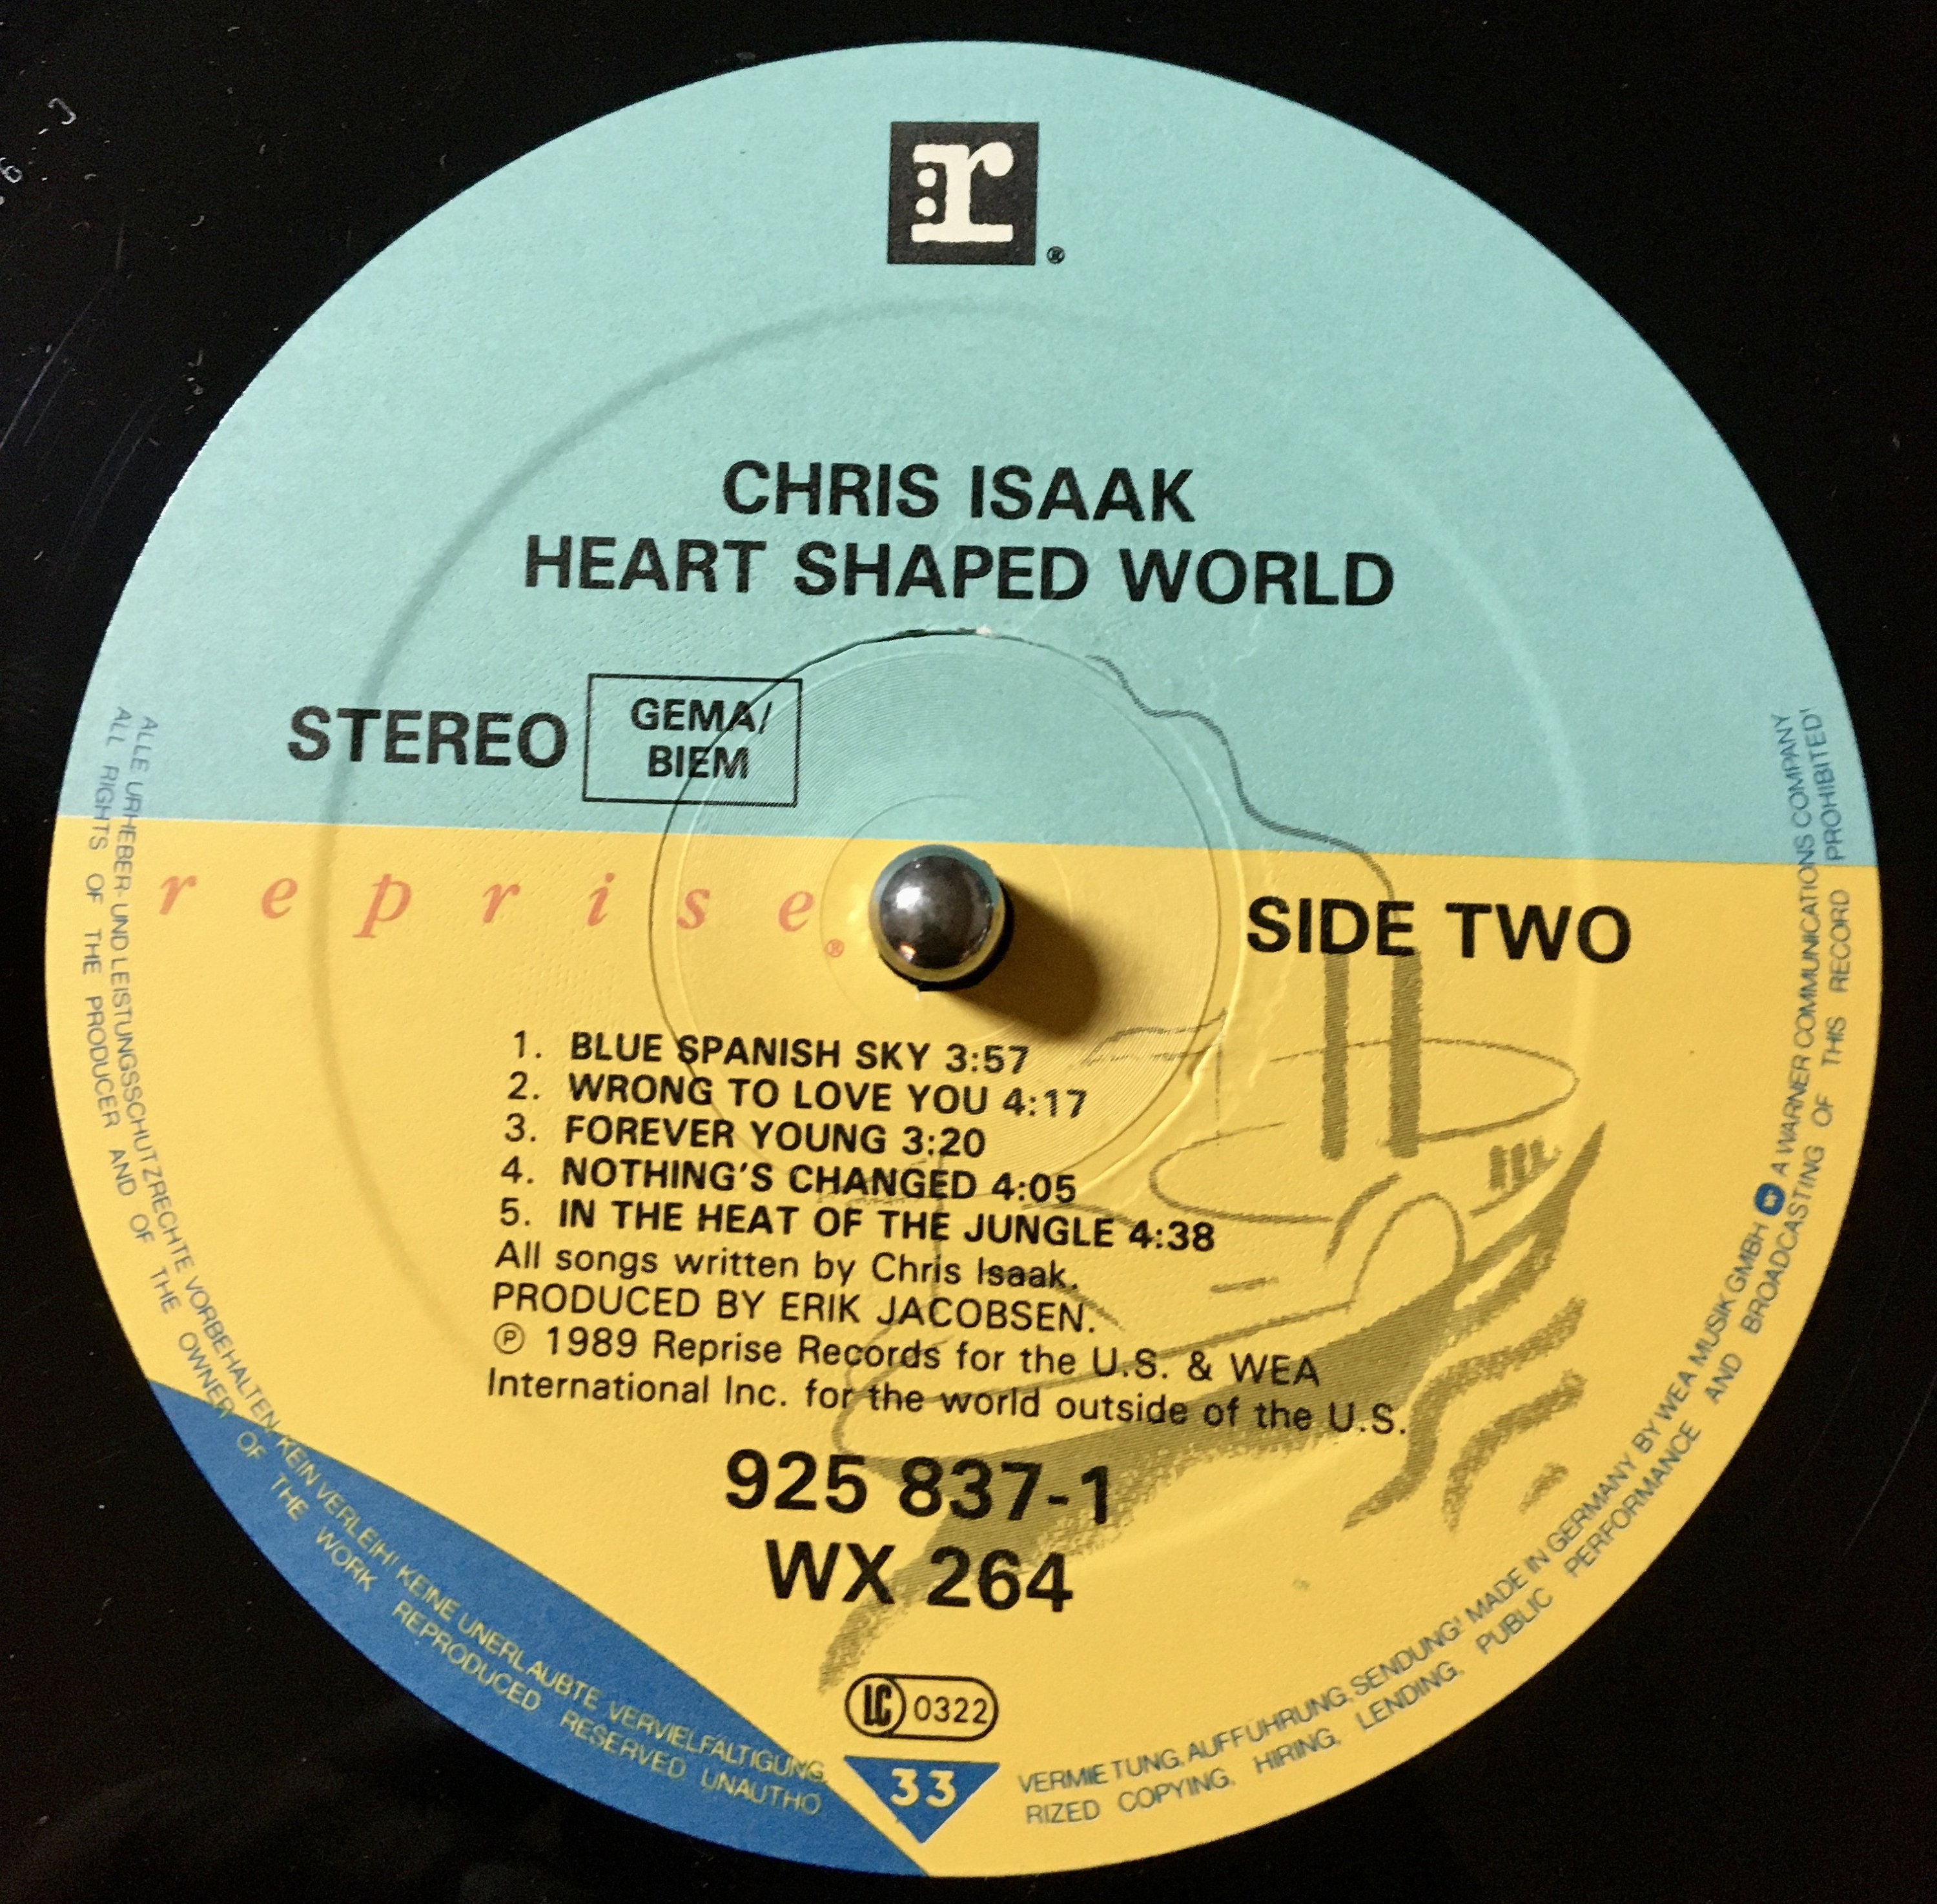 r
®
CHRIS ISAAK
HEART SHAPED WORLD
STEREO
GEMA/
BIEM
reprise®
SIDE TWO
1. BLUE SPANISH SKY 3:57
2. WRONG TO LOVE YOU 4:17
3. FOREVER YOUNG 3:20
4. NOTHING'S CHANGED 4:05
5. IN THE HEAT OF THE JUNGLE 4:38
All songs written by Chris Isaak.
PRODUCED BY ERIK JACOBSEN.
℗ 1989 Reprise Records for the U.S. & WEA
International Inc. for the world outside of the U.S.
925 837-1
WX 264
LC 0322
33
ALLE URHEBER- UND LEISTUNGSSCHUTZRECHTE VORBEHALTEN. KEIN VERLEIH! KEINE UNERLAUBTE VERVIELFÄLTIGUNG, VERMIETUNG, AUFFÜHRUNG, SENDUNG! MADE IN GERMANY BY WEA MUSIK GMBH W A WARNER COMMUNICATIONS COMPANY
ALL RIGHTS OF THE PRODUCER AND OF THE OWNER OF THE WORK REPRODUCED RESERVED. UNAUTHORIZED COPYING, HIRING, LENDING, PUBLIC PERFORMANCE AND BROADCASTING OF THIS RECORD PROHIBITED!